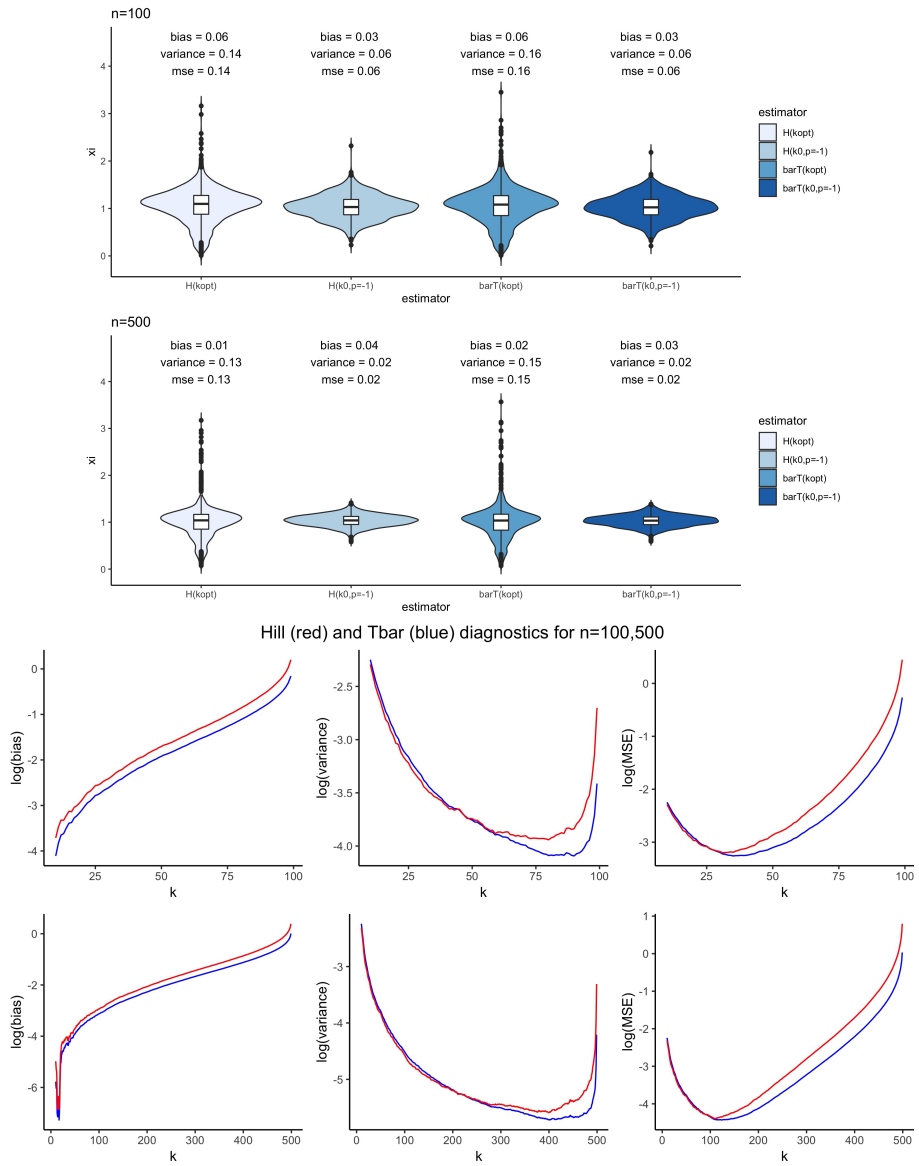 n=100
bias = 0.06 bias = 0.03 bias = 0.06 bias = 0.03
variance = 0.14 variance = 0.06 variance = 0.16 variance = 0.06
mse = 0.14 mse = 0.06 mse = 0.16 mse = 0.06
4
3
2
1
0
xi
H(kopt) H(k0,p=-1) barT(kopt) barT(k0,p=-1)
estimator
estimator
H(kopt)
H(k0,p=-1)
barT(kopt)
barT(k0,p=-1)
n=500
bias = 0.01 bias = 0.04 bias = 0.02 bias = 0.03
variance = 0.13 variance = 0.02 variance = 0.15 variance = 0.02
mse = 0.13 mse = 0.02 mse = 0.15 mse = 0.02
4
3
2
1
0
xi
H(kopt) H(k0,p=-1) barT(kopt) barT(k0,p=-1)
estimator
estimator
H(kopt)
H(k0,p=-1)
barT(kopt)
barT(k0,p=-1)
Hill (red) and Tbar (blue) diagnostics for n=100,500
log(bias)
0
-1
-2
-3
-4
25 50 75 100
k
log(variance)
-2.5
-3.0
-3.5
-4.0
25 50 75 100
k
log(MSE)
0
-1
-2
-3
25 50 75 100
k
log(bias)
0
-2
-4
-6
0 100 200 300 400 500
k
log(variance)
-3
-4
-5
0 100 200 300 400 500
k
log(MSE)
1
0
-1
-2
-3
-4
0 100 200 300 400 500
k